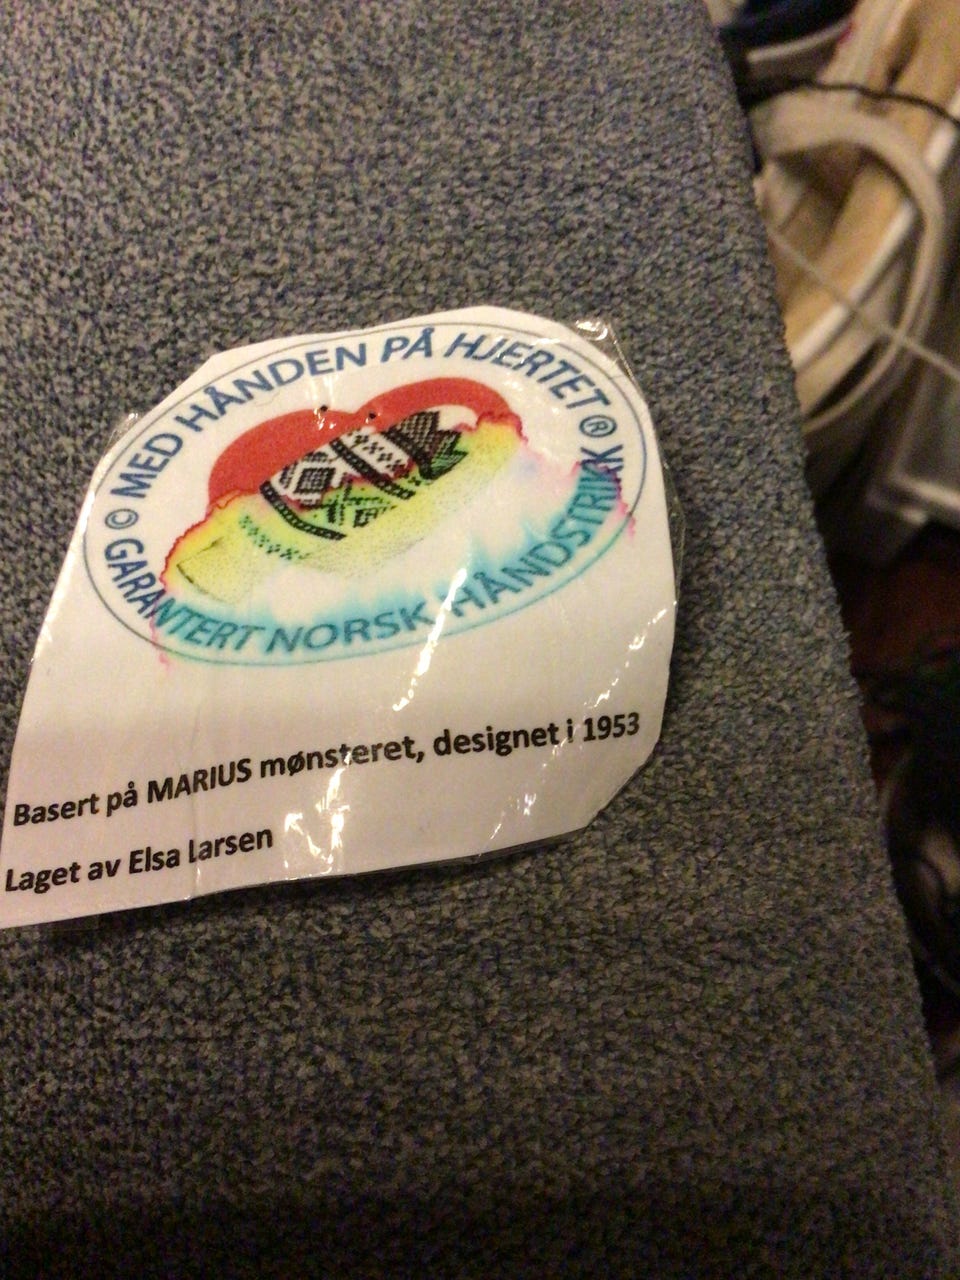 © MED HÅNDEN PÅ HJERTET ®
GARANTERT NORSK HÅNDSTRIKK
Basert på MARIUS mønsteret, designet i 1953
Laget av Elsa Larsen